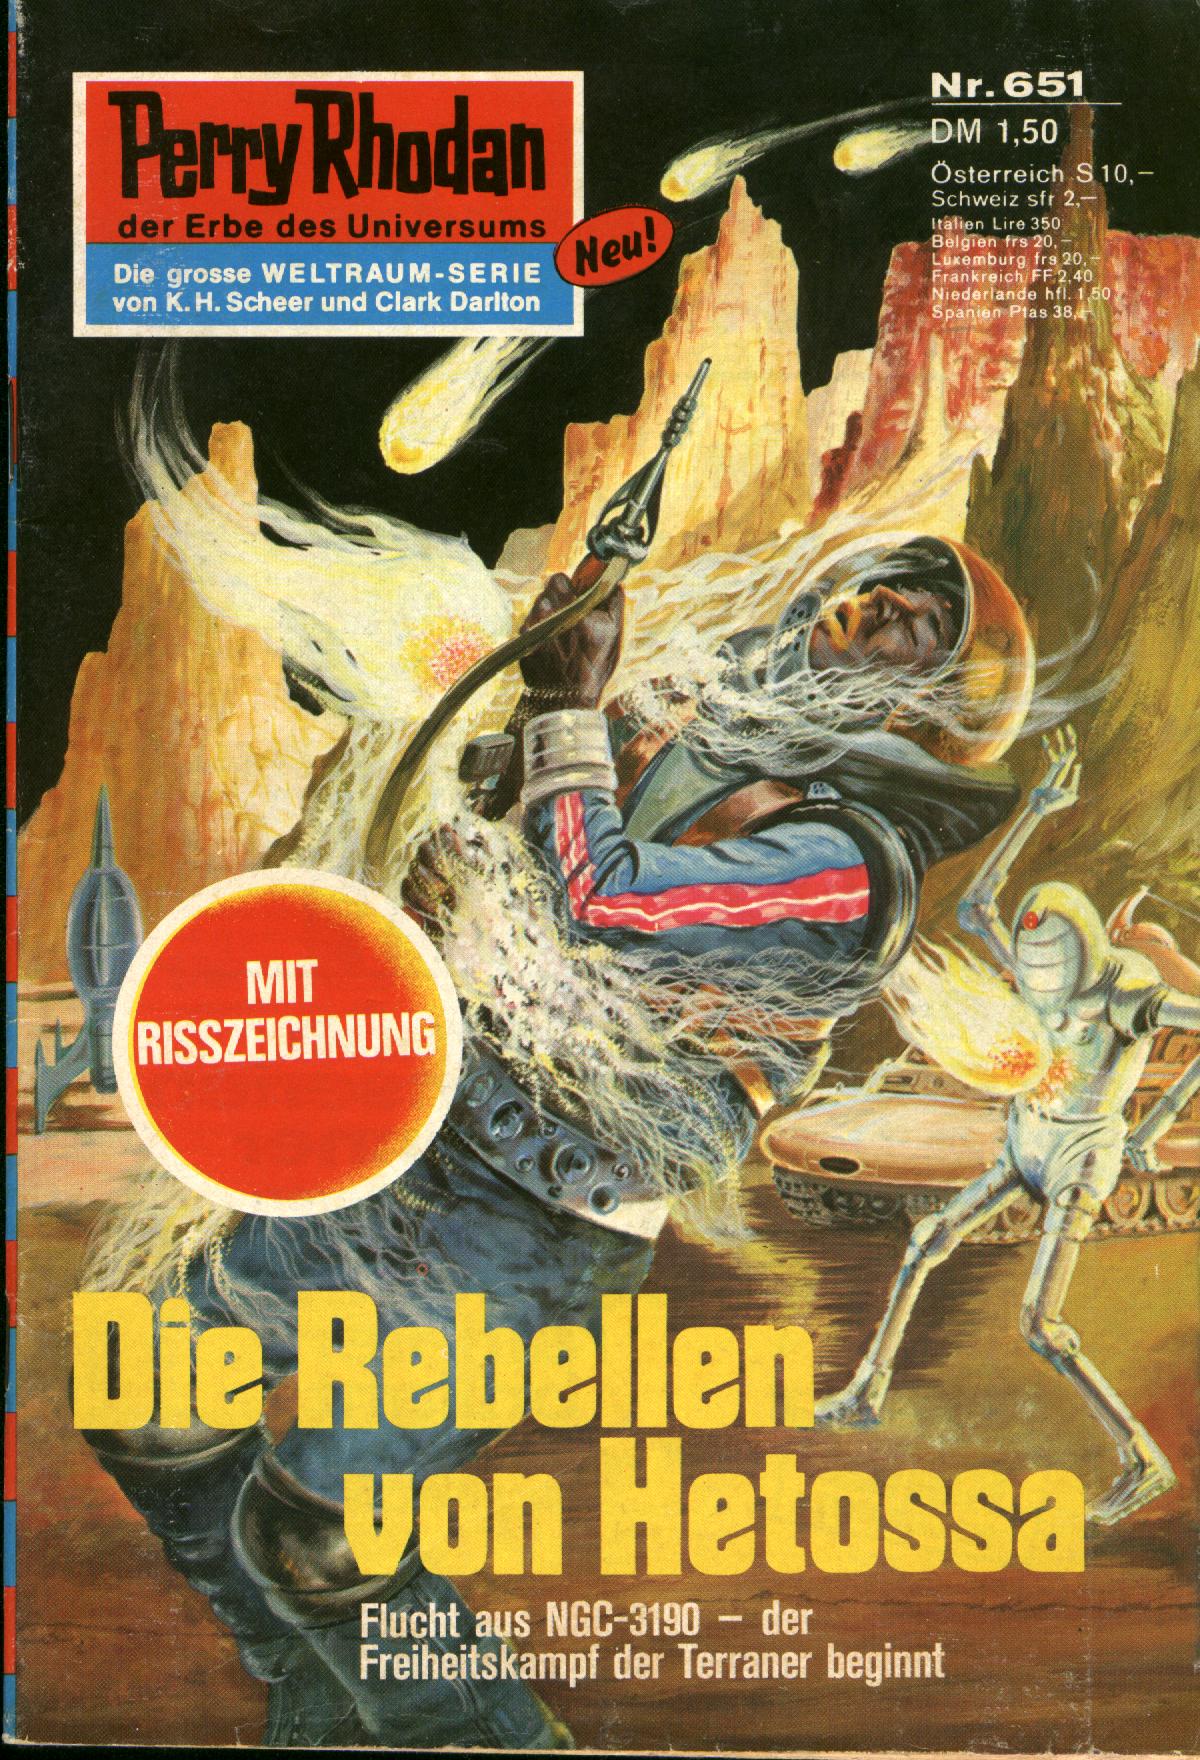 Perry Rhodan
der Erbe des Universums
Die grosse WELTRAUM-SERIE
von K.H. Scheer und Clark Darlton
Neu!
Nr. 651
DM 1,50
Österreich S 10,–
Schweiz sfr 2,–
Italien Lire 350
Belgien frs 20,–
Luxemburg frs 20,–
Frankreich FF 2,40
Niederlande hfl. 1,50
Spanien Ptas 38,–
MIT
RISSZEICHNUNG
Die Rebellen
von Hetossa
Flucht aus NGC-3190 – der
Freiheitskampf der Terraner beginnt